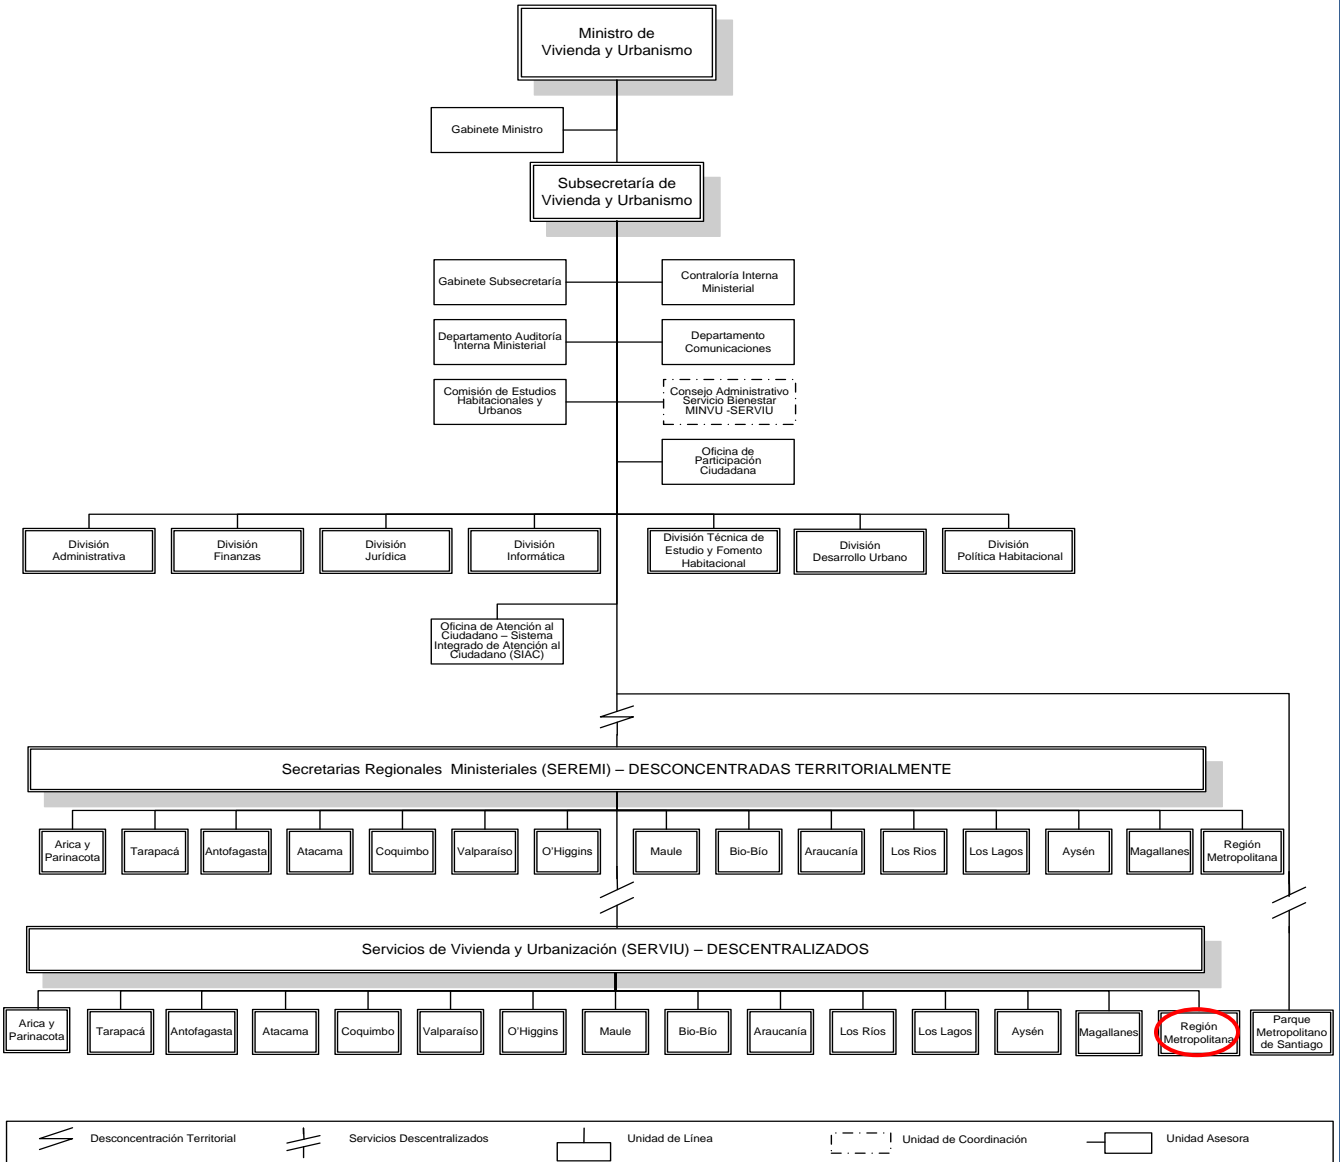 Ministro de
Vivienda y Urbanismo
Gabinete Ministro
Subsecretaría de
Vivienda y Urbanismo
Gabinete Subsecretaría
Contraloría Interna
Ministerial
Departamento Auditoría
Interna Ministerial
Departamento
Comunicaciones
Comisión de Estudios
Habitacionales y
Urbanos
Consejo Administrativo
Servicio Bienestar
MINVU -SERVIU
Oficina de
Participación
Ciudadana
División
Administrativa
División
Finanzas
División
Jurídica
División
Informática
División Técnica de
Estudio y Fomento
Habitacional
División
Desarrollo Urbano
División
Política Habitacional
Oficina de Atención al
Ciudadano – Sistema
Integrado de Atención al
Ciudadano (SIAC)
Secretarias Regionales Ministeriales (SEREMI) – DESCONCENTRADAS TERRITORIALMENTE
Arica y
Parinacota
Tarapacá
Antofagasta
Atacama
Coquimbo
Valparaíso
O'Higgins
Maule
Bio-Bío
Araucanía
Los Rios
Los Lagos
Aysén
Magallanes
Región
Metropolitana
Servicios de Vivienda y Urbanización (SERVIU) – DESCENTRALIZADOS
Arica y
Parinacota
Tarapacá
Antofagasta
Atacama
Coquimbo
Valparaíso
O'Higgins
Maule
Bio-Bío
Araucanía
Los Ríos
Los Lagos
Aysén
Magallanes
Región
Metropolitana
Parque
Metropolitano
de Santiago
Desconcentración Territorial
Servicios Descentralizados
Unidad de Línea
Unidad de Coordinación
Unidad Asesora